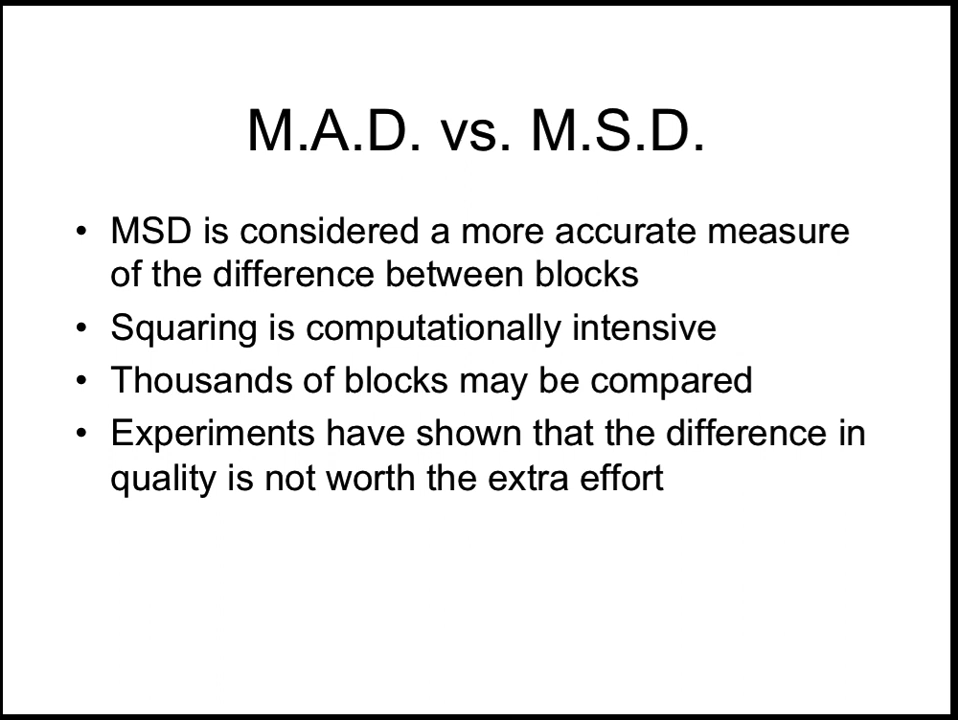 M.A.D. vs. M.S.D.
• MSD is considered a more accurate measure
of the difference between blocks
• Squaring is computationally intensive
• Thousands of blocks may be compared
• Experiments have shown that the difference in
quality is not worth the extra effort